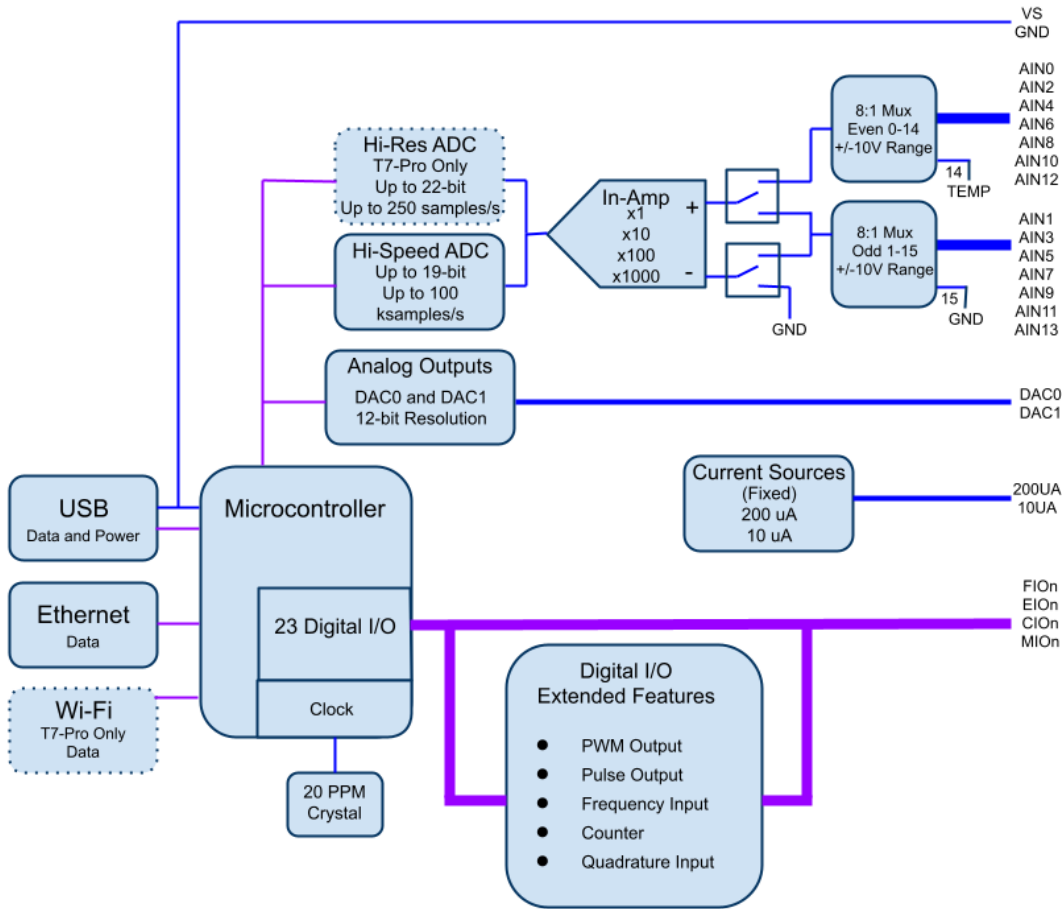 VS
GND
AIN0
AIN2
AIN4
AIN6
AIN8
AIN10
AIN12
8:1 Mux
Even 0-14
+/-10V Range
14
TEMP
Hi-Res ADC
T7-Pro Only
Up to 22-bit
Up to 250 samples/s
In-Amp
x1
x10
x100
x1000
+
-
Hi-Speed ADC
Up to 19-bit
Up to 100
ksamples/s
8:1 Mux
Odd 1-15
+/-10V Range
15
GND
GND
AIN1
AIN3
AIN5
AIN7
AIN9
AIN11
AIN13
Analog Outputs
DAC0 and DAC1
12-bit Resolution
DAC0
DAC1
Current Sources
(Fixed)
200 uA
10 uA
200UA
10UA
USB
Data and Power
Microcontroller
Ethernet
Data
23 Digital I/O
FIOn
EIOn
CIOn
MIOn
Wi-Fi
T7-Pro Only
Data
Clock
20 PPM
Crystal
Digital I/O
Extended Features
● PWM Output
● Pulse Output
● Frequency Input
● Counter
● Quadrature Input